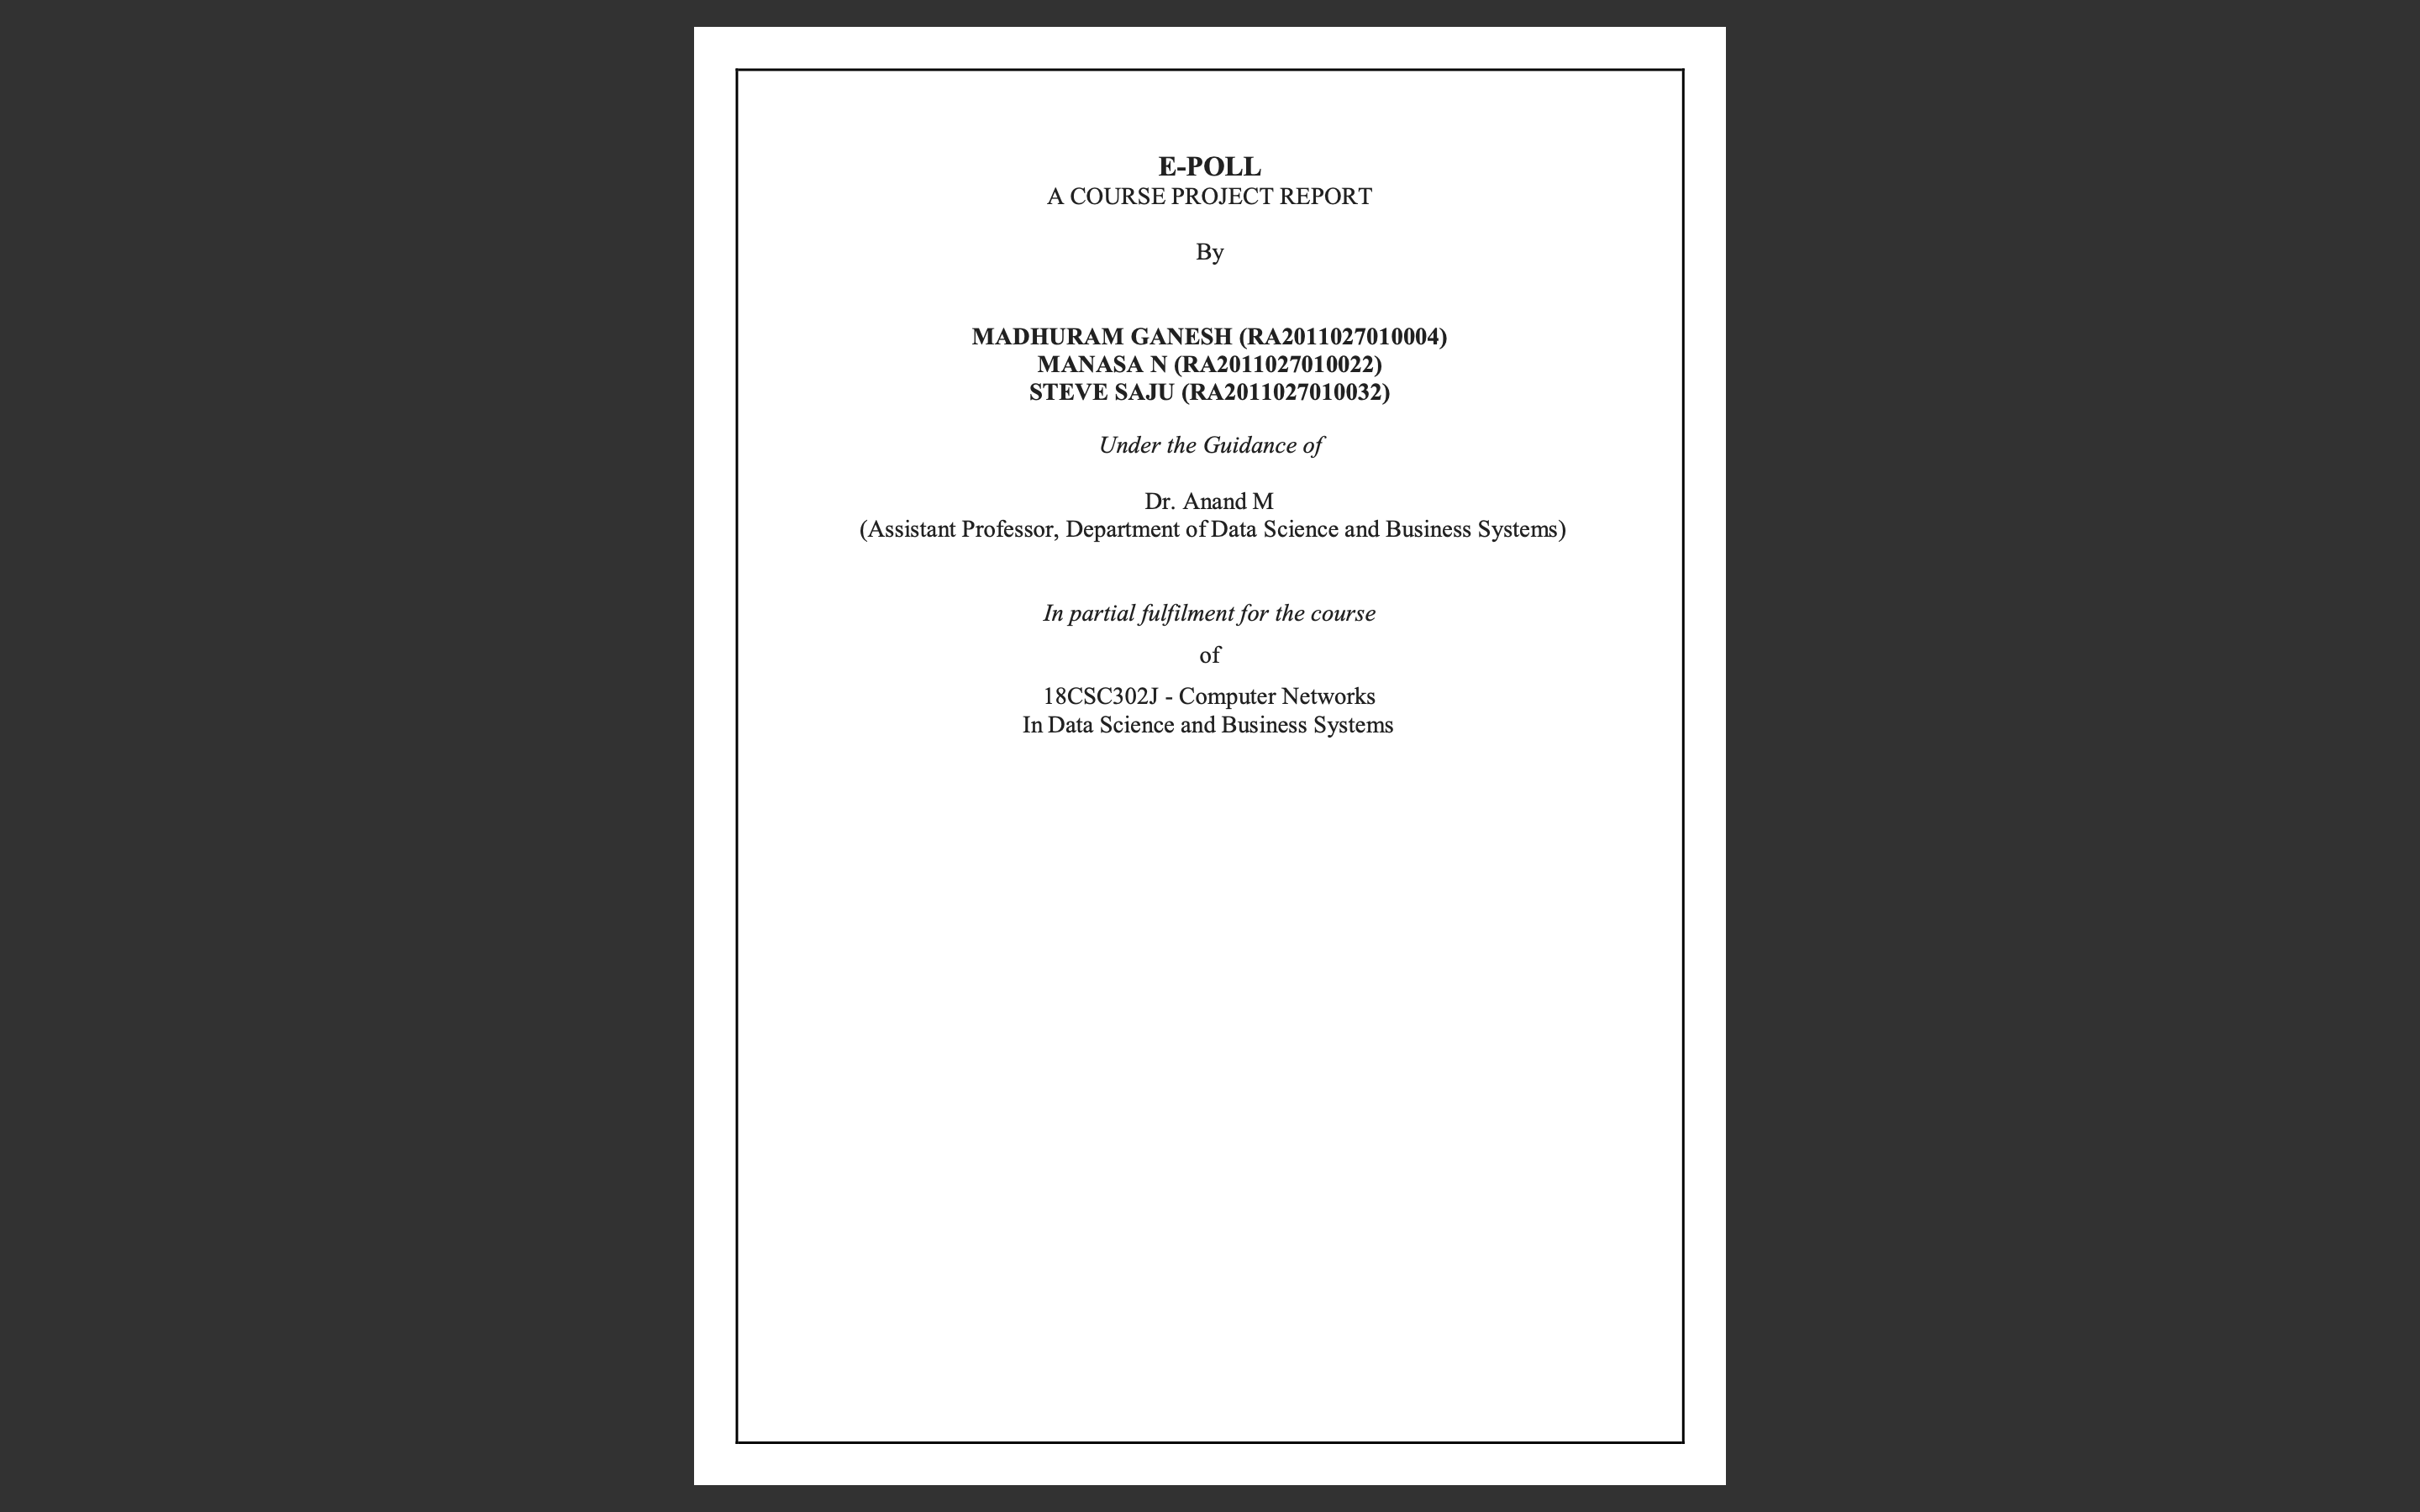 E-POLL
A COURSE PROJECT REPORT
By
MADHURAM GANESH (RA2011027010004)
MANASA N (RA2011027010022)
STEVE SAJU (RA2011027010032)
Under the Guidance of
Dr. Anand M
(Assistant Professor, Department of Data Science and Business Systems)
In partial fulfilment for the course
of
18CSC302J - Computer Networks
In Data Science and Business Systems